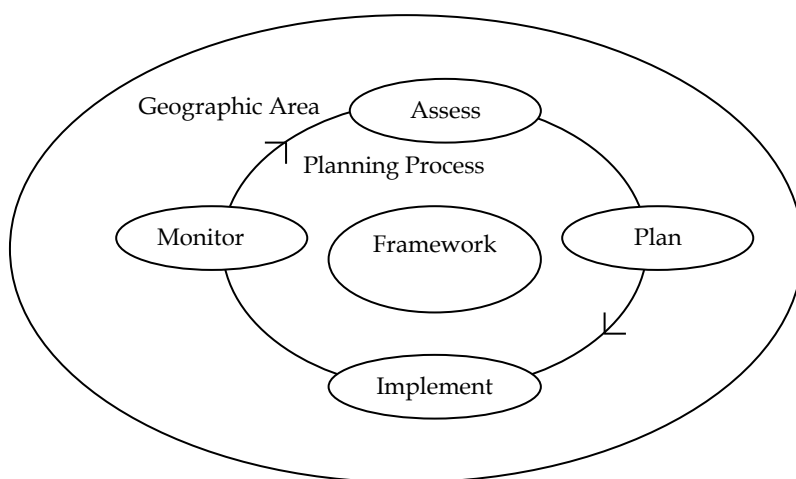 Geographic Area
Assess
Planning Process
Monitor
Framework
Plan
Implement